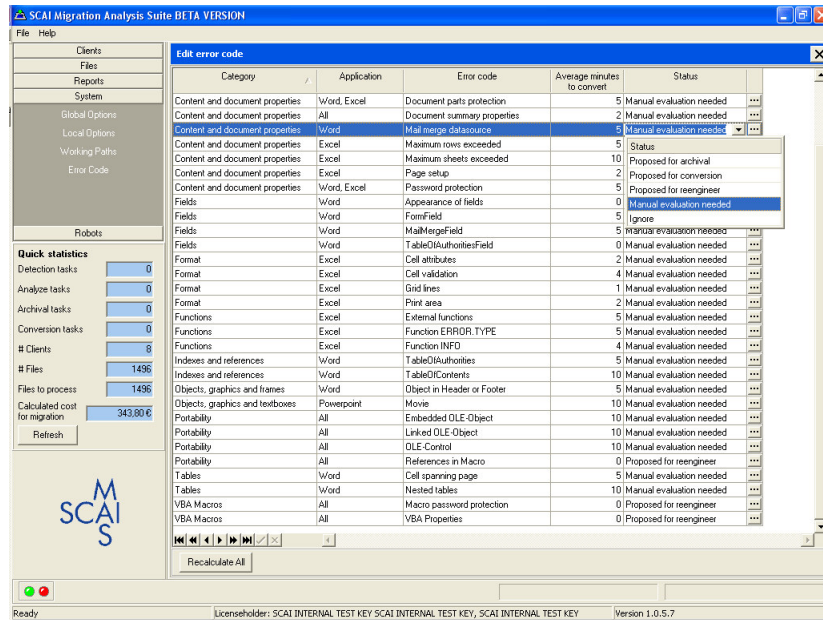 SCAI Migration Analysis Suite BETA VERSION
File Help
Clients
Files
Reports
System
Global Options
Local Options
Working Paths
Error Code
Robots
Quick statistics
Detection tasks 0
Analyze tasks 0
Archival tasks 0
Conversion tasks 0
# Clients 8
# Files 1496
Files to process 1496
Calculated cost
for migration 343,80 €
Refresh
SCAI
MAS
Edit error code
Category Application Error code Average minutes to convert Status
Content and document properties Word, Excel Document parts protection 5 Manual evaluation needed ...
Content and document properties All Document summary properties 2 Manual evaluation needed ...
Content and document properties Word Mail merge datasource 5 Manual evaluation needed ...
Content and document properties Excel Maximum rows exceeded 5
Content and document properties Excel Maximum sheets exceeded 10
Content and document properties Excel Page setup 2
Content and document properties Word, Excel Password protection 5
Fields Word Appearance of fields 0
Fields Word FormField 5
Status
Proposed for archival
Proposed for conversion
Proposed for reengineer
Manual evaluation needed
Ignore
Fields Word MailMergeField 5 Manual evaluation needed ...
Fields Word TableOfAuthoritiesField 0 Manual evaluation needed ...
Format Excel Cell attributes 2 Manual evaluation needed ...
Format Excel Cell validation 4 Manual evaluation needed ...
Format Excel Grid lines 1 Manual evaluation needed ...
Format Excel Print area 2 Manual evaluation needed ...
Functions Excel External functions 5 Manual evaluation needed ...
Functions Excel Function ERROR.TYPE 5 Manual evaluation needed ...
Functions Excel Function INFO 4 Manual evaluation needed ...
Indexes and references Word TableOfAuthorities 5 Manual evaluation needed ...
Indexes and references Word TableOfContents 10 Manual evaluation needed ...
Objects, graphics and frames Word Object in Header or Footer 5 Manual evaluation needed ...
Objects, graphics and textboxes Powerpoint Movie 10 Manual evaluation needed ...
Portability All Embedded OLE-Object 10 Manual evaluation needed ...
Portability All Linked OLE-Object 10 Manual evaluation needed ...
Portability All OLE-Control 10 Manual evaluation needed ...
Portability All References in Macro 0 Proposed for reengineer ...
Tables Word Cell spanning page 5 Manual evaluation needed ...
Tables Word Nested tables 10 Manual evaluation needed ...
VBA Macros All Macro password protection 0 Proposed for reengineer ...
VBA Macros All VBA Properties 0 Proposed for reengineer ...
Recalculate All
Ready Licenseholder: SCAI INTERNAL TEST KEY SCAI INTERNAL TEST KEY, SCAI INTERNAL TEST KEY Version 1.0.5.7